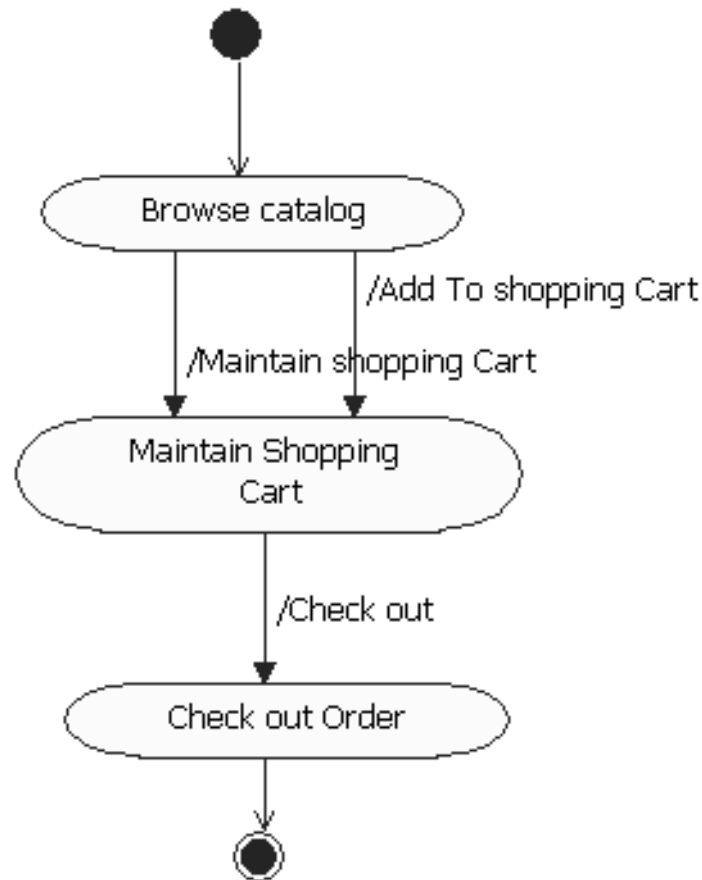 Browse catalog
/Add To shopping Cart
/Maintain shopping Cart
Maintain Shopping
Cart
/Check out
Check out Order